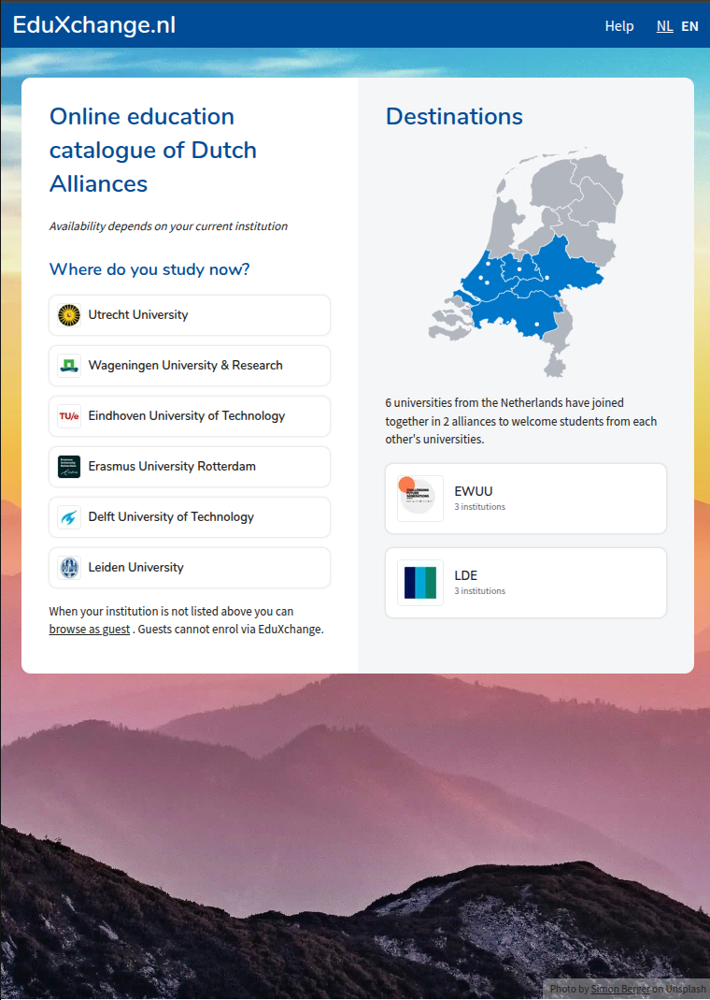 EduXchange.nl
Help NL EN
Online education
catalogue of Dutch
Alliances
Availability depends on your current institution
Where do you study now?
Utrecht University
Wageningen University & Research
TU/e Eindhoven University of Technology
Erasmus University Rotterdam
Delft University of Technology
Leiden University
When your institution is not listed above you can
browse as guest . Guests cannot enrol via EduXchange.
Destinations
6 universities from the Netherlands have joined
together in 2 alliances to welcome students from each
other's universities.
CHALLENGING
FUTURE
GENERATIONS
EWUU
3 institutions
LDE
3 institutions
Photo by Simon Berger on Unsplash